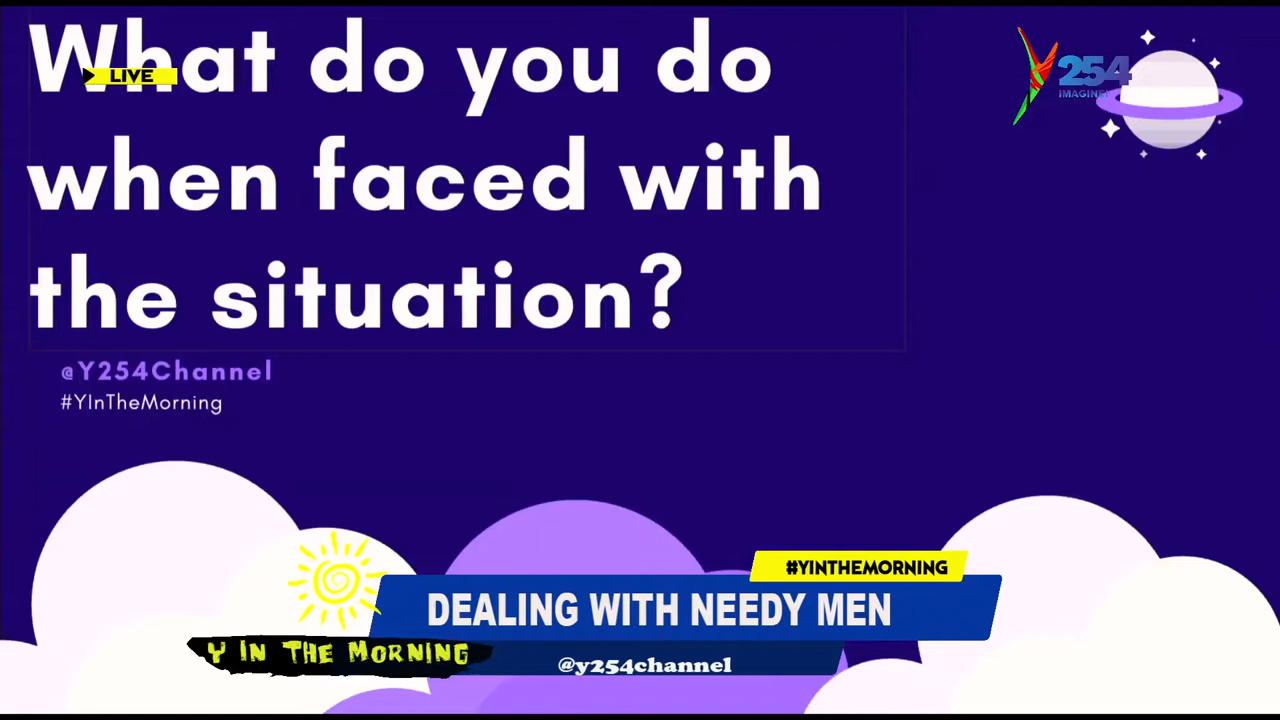 What do you do
LIVE
254
IMAGINE
when faced with
the situation?
@Y254Channel
#YInTheMorning
#YINTHEMORNING
DEALING WITH NEEDY MEN
Y IN THE MORNING
@y254channel